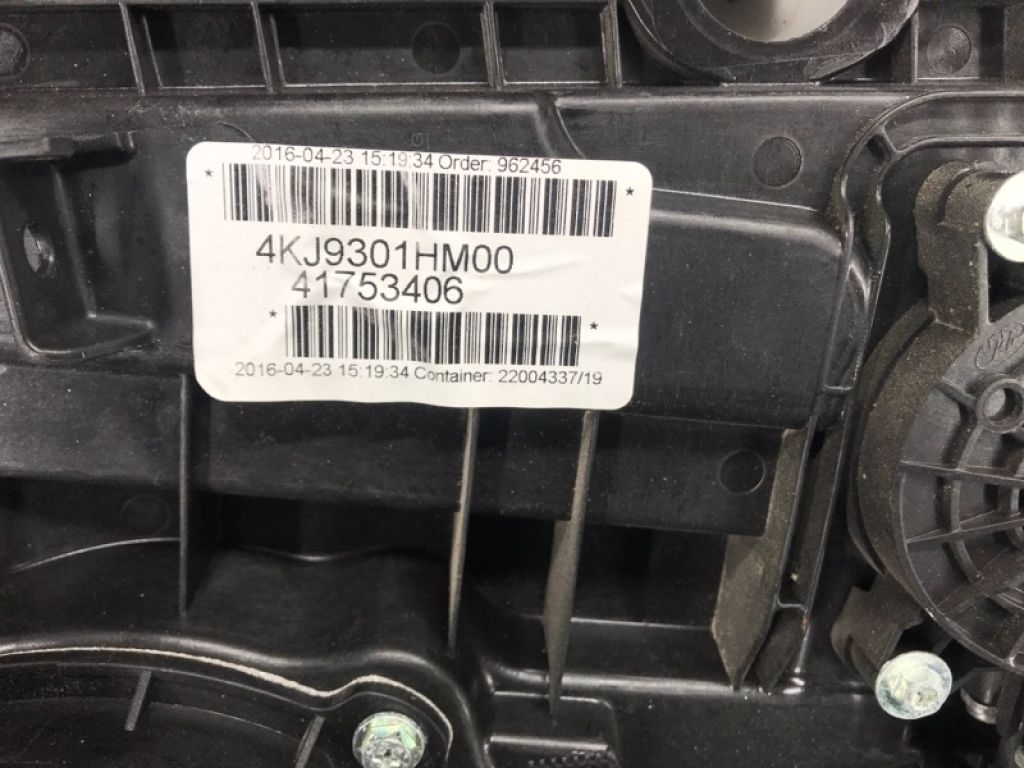 2016-04-23 15:19:34 Order: 962456
* *
4KJ9301HM00
41753406
* *
2016-04-23 15:19:34 Container: 22004337/19